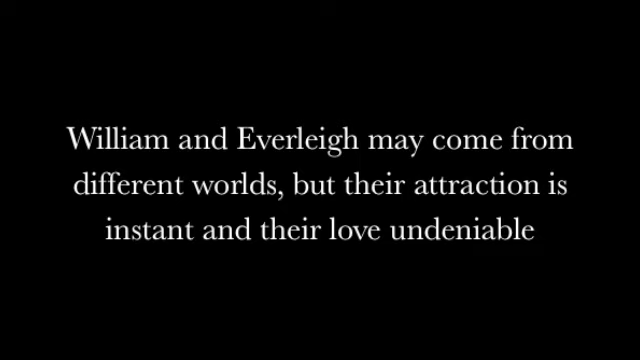 William and Everleigh may come from
different worlds, but their attraction is
instant and their love undeniable